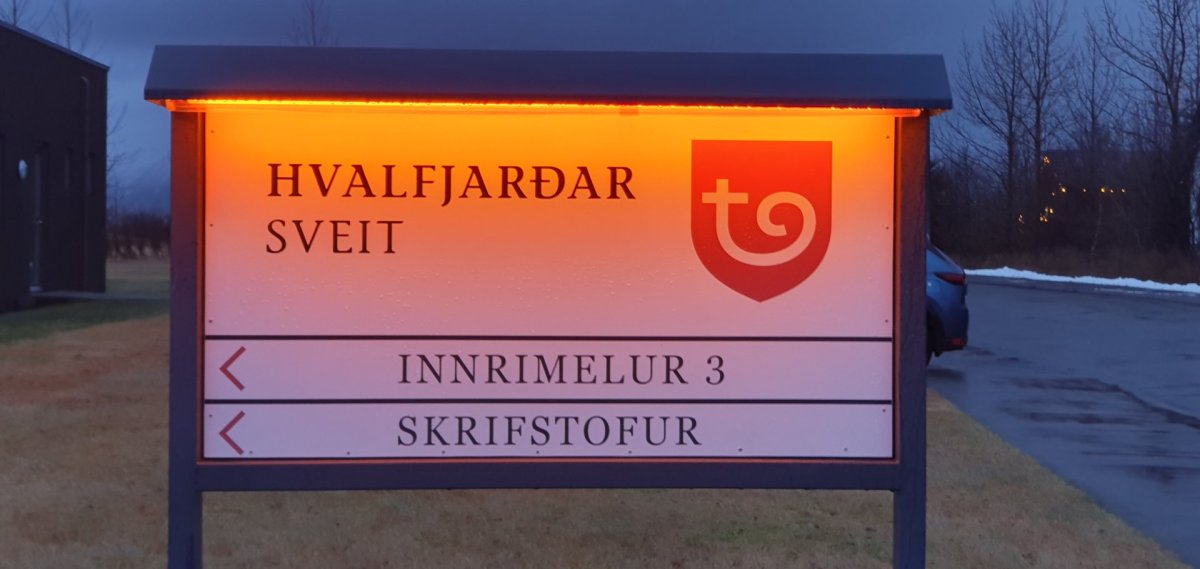 HVALFJARÐAR
SVEIT
INNRIMELUR 3
SKRIFSTOFUR